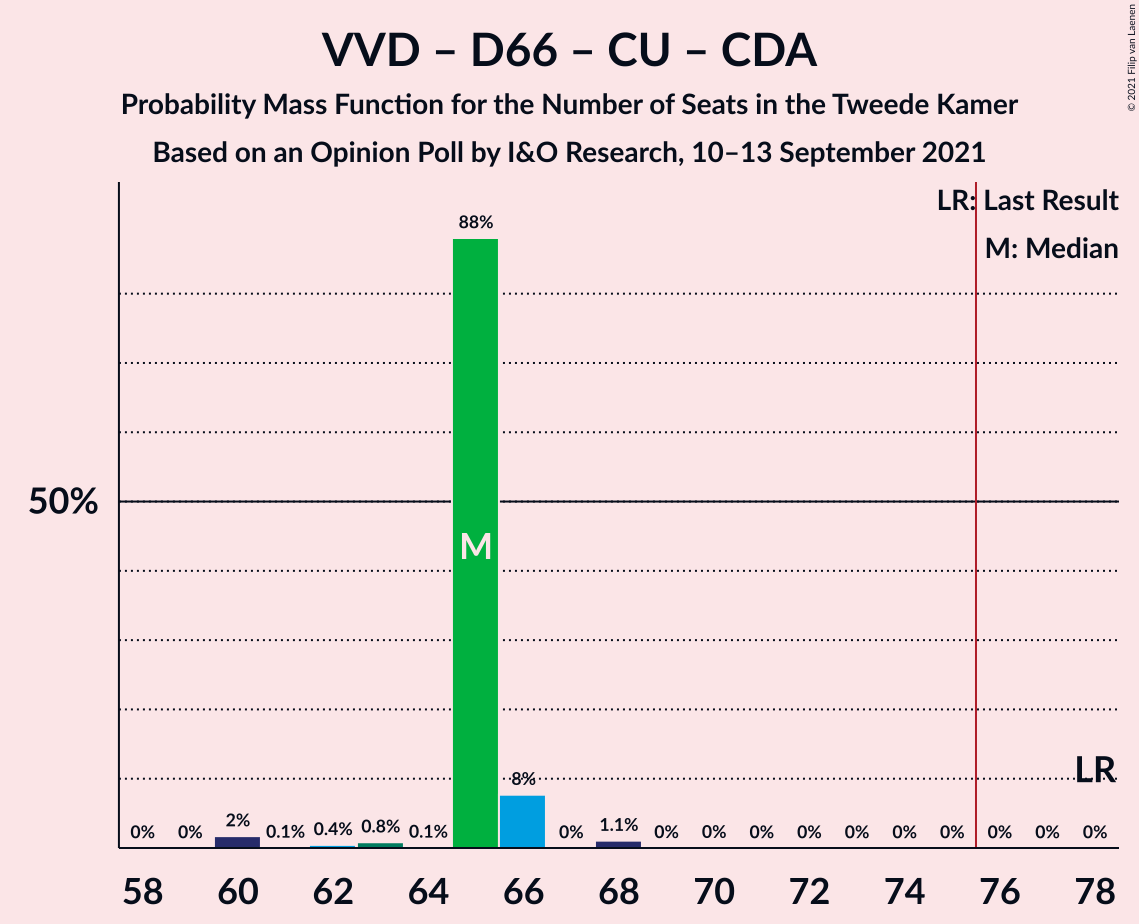 VVD – D66 – CU – CDA
Probability Mass Function for the Number of Seats in the Tweede Kamer
Based on an Opinion Poll by I&O Research, 10–13 September 2021
© 2021 Filip van Laenen
LR: Last Result
M: Median
88%
50%
M
LR
8%
0% 0% 2% 0.1% 0.4% 0.8% 0.1% 0% 1.1% 0% 0% 0% 0% 0% 0% 0% 0% 0% 0%
58 60 62 64 66 68 70 72 74 76 78